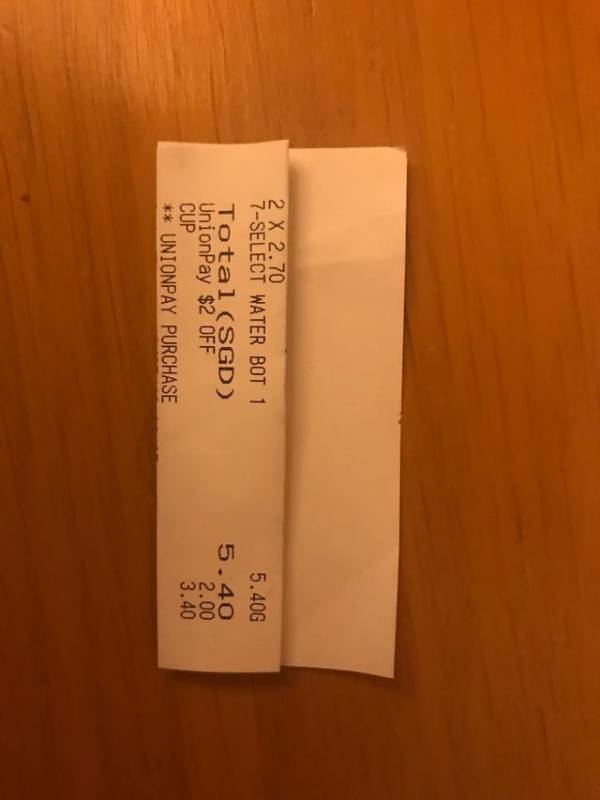 2 X 2.70
7-SELECT WATER BOT 1 5.40G
Total(SGD) 5.40
UnionPay $2 OFF 2.00
CUP 3.40
** UNIONPAY PURCHASE